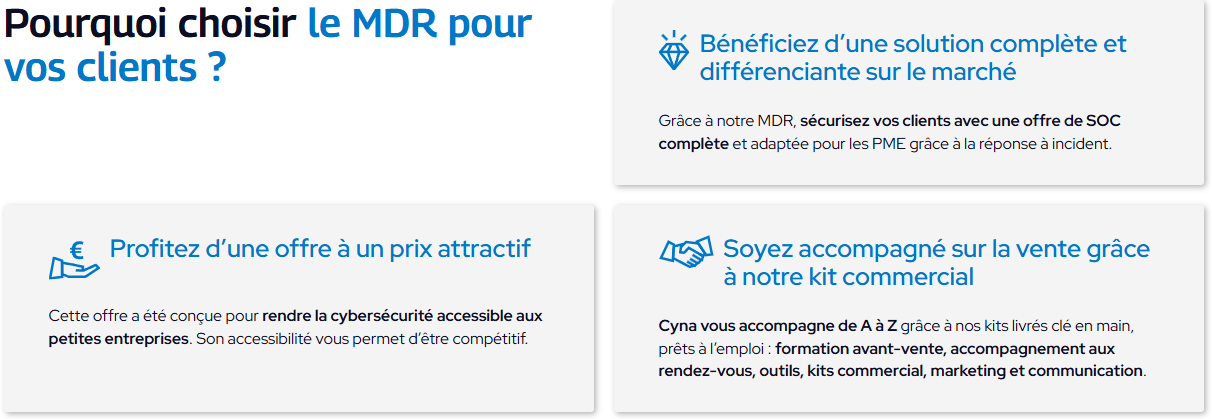 Pourquoi choisir le MDR pour
vos clients ?
Bénéficiez d’une solution complète et
différenciante sur le marché
Grâce à notre MDR, sécurisez vos clients avec une offre de SOC
complète et adaptée pour les PME grâce à la réponse à incident.
€
Profitez d’une offre à un prix attractif
Cette offre a été conçue pour rendre la cybersécurité accessible aux
petites entreprises. Son accessibilité vous permet d’être compétitif.
Soyez accompagné sur la vente grâce
à notre kit commercial
Cyna vous accompagne de A à Z grâce à nos kits livrés clé en main,
prêts à l’emploi : formation avant-vente, accompagnement aux
rendez-vous, outils, kits commercial, marketing et communication.